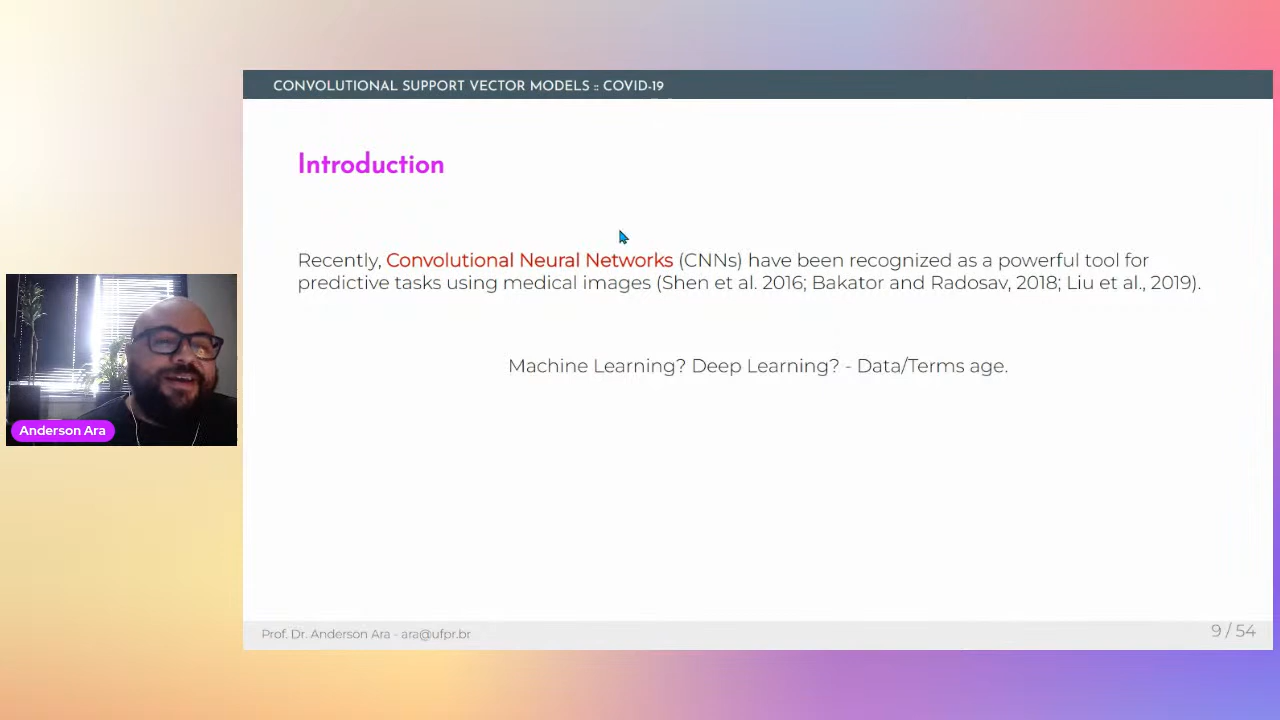 CONVOLUTIONAL SUPPORT VECTOR MODELS :: COVID-19
Introduction
Recently, Convolutional Neural Networks (CNNs) have been recognized as a powerful tool for
predictive tasks using medical images (Shen et al. 2016; Bakator and Radosav, 2018; Liu et al., 2019).
Machine Learning? Deep Learning? - Data/Terms age.
Anderson Ara
Prof. Dr. Anderson Ara - ara@ufpr.br
9 / 54